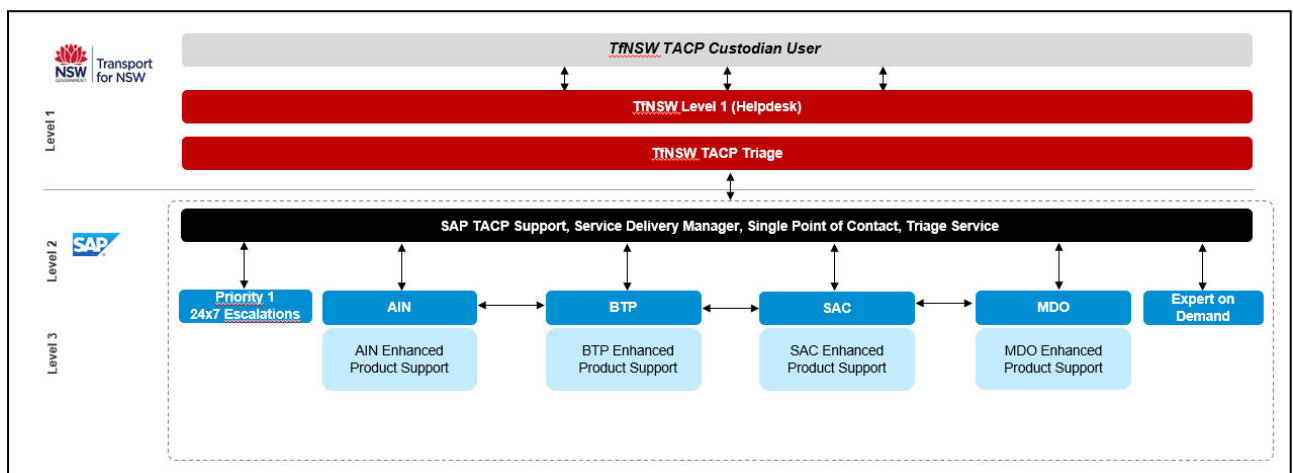 TfNSW TACP Custodian User
NSW
GOVERNMENT
Transport
for NSW
Level 1
TfNSW Level 1 (Helpdesk)
TfNSW TACP Triage
SAP TACP Support, Service Delivery Manager, Single Point of Contact, Triage Service
Level 2
SAP
Priority 1
24x7 Escalations
AIN
BTP
SAC
MDO
Expert on
Demand
Level 3
AIN Enhanced
Product Support
BTP Enhanced
Product Support
SAC Enhanced
Product Support
MDO Enhanced
Product Support